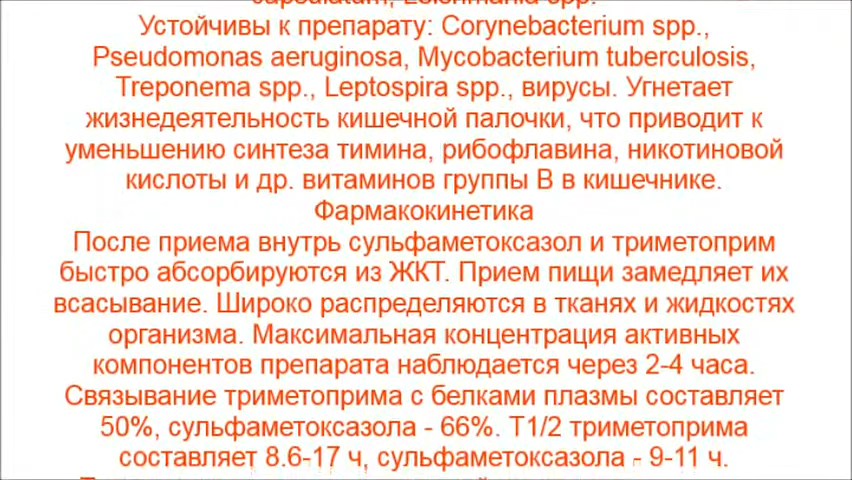 Устойчивы к препарату: Corynebacterium spp.,
Pseudomonas aeruginosa, Mycobacterium tuberculosis,
Treponema spp., Leptospira spp., вирусы. Угнетает
жизнедеятельность кишечной палочки, что приводит к
уменьшению синтеза тимина, рибофлавина, никотиновой
кислоты и др. витаминов группы В в кишечнике.
Фармакокинетика
После приема внутрь сульфаметоксазол и триметоприм
быстро абсорбируются из ЖКТ. Прием пищи замедляет их
всасывание. Широко распределяются в тканях и жидкостях
организма. Максимальная концентрация активных
компонентов препарата наблюдается через 2-4 часа.
Связывание триметоприма с белками плазмы составляет
50%, сульфаметоксазола - 66%. Т1/2 триметоприма
составляет 8.6-17 ч, сульфаметоксазола - 9-11 ч.